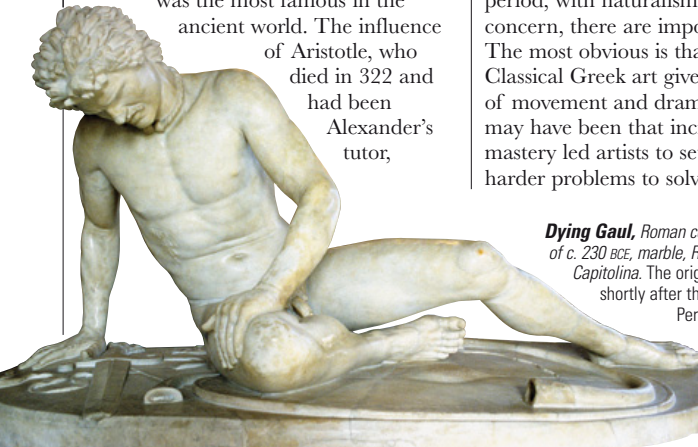 was the most famous in the
ancient world. The influence
of Aristotle, who
died in 322 and
had been
Alexander's
tutor,
period, with naturalism
concern, there are impo
The most obvious is tha
Classical Greek art give
of movement and dram
may have been that inc
mastery led artists to se
harder problems to solv
Dying Gaul, Roman c
of c. 230 BCE, marble, R
Capitolina. The orig
shortly after th
Per